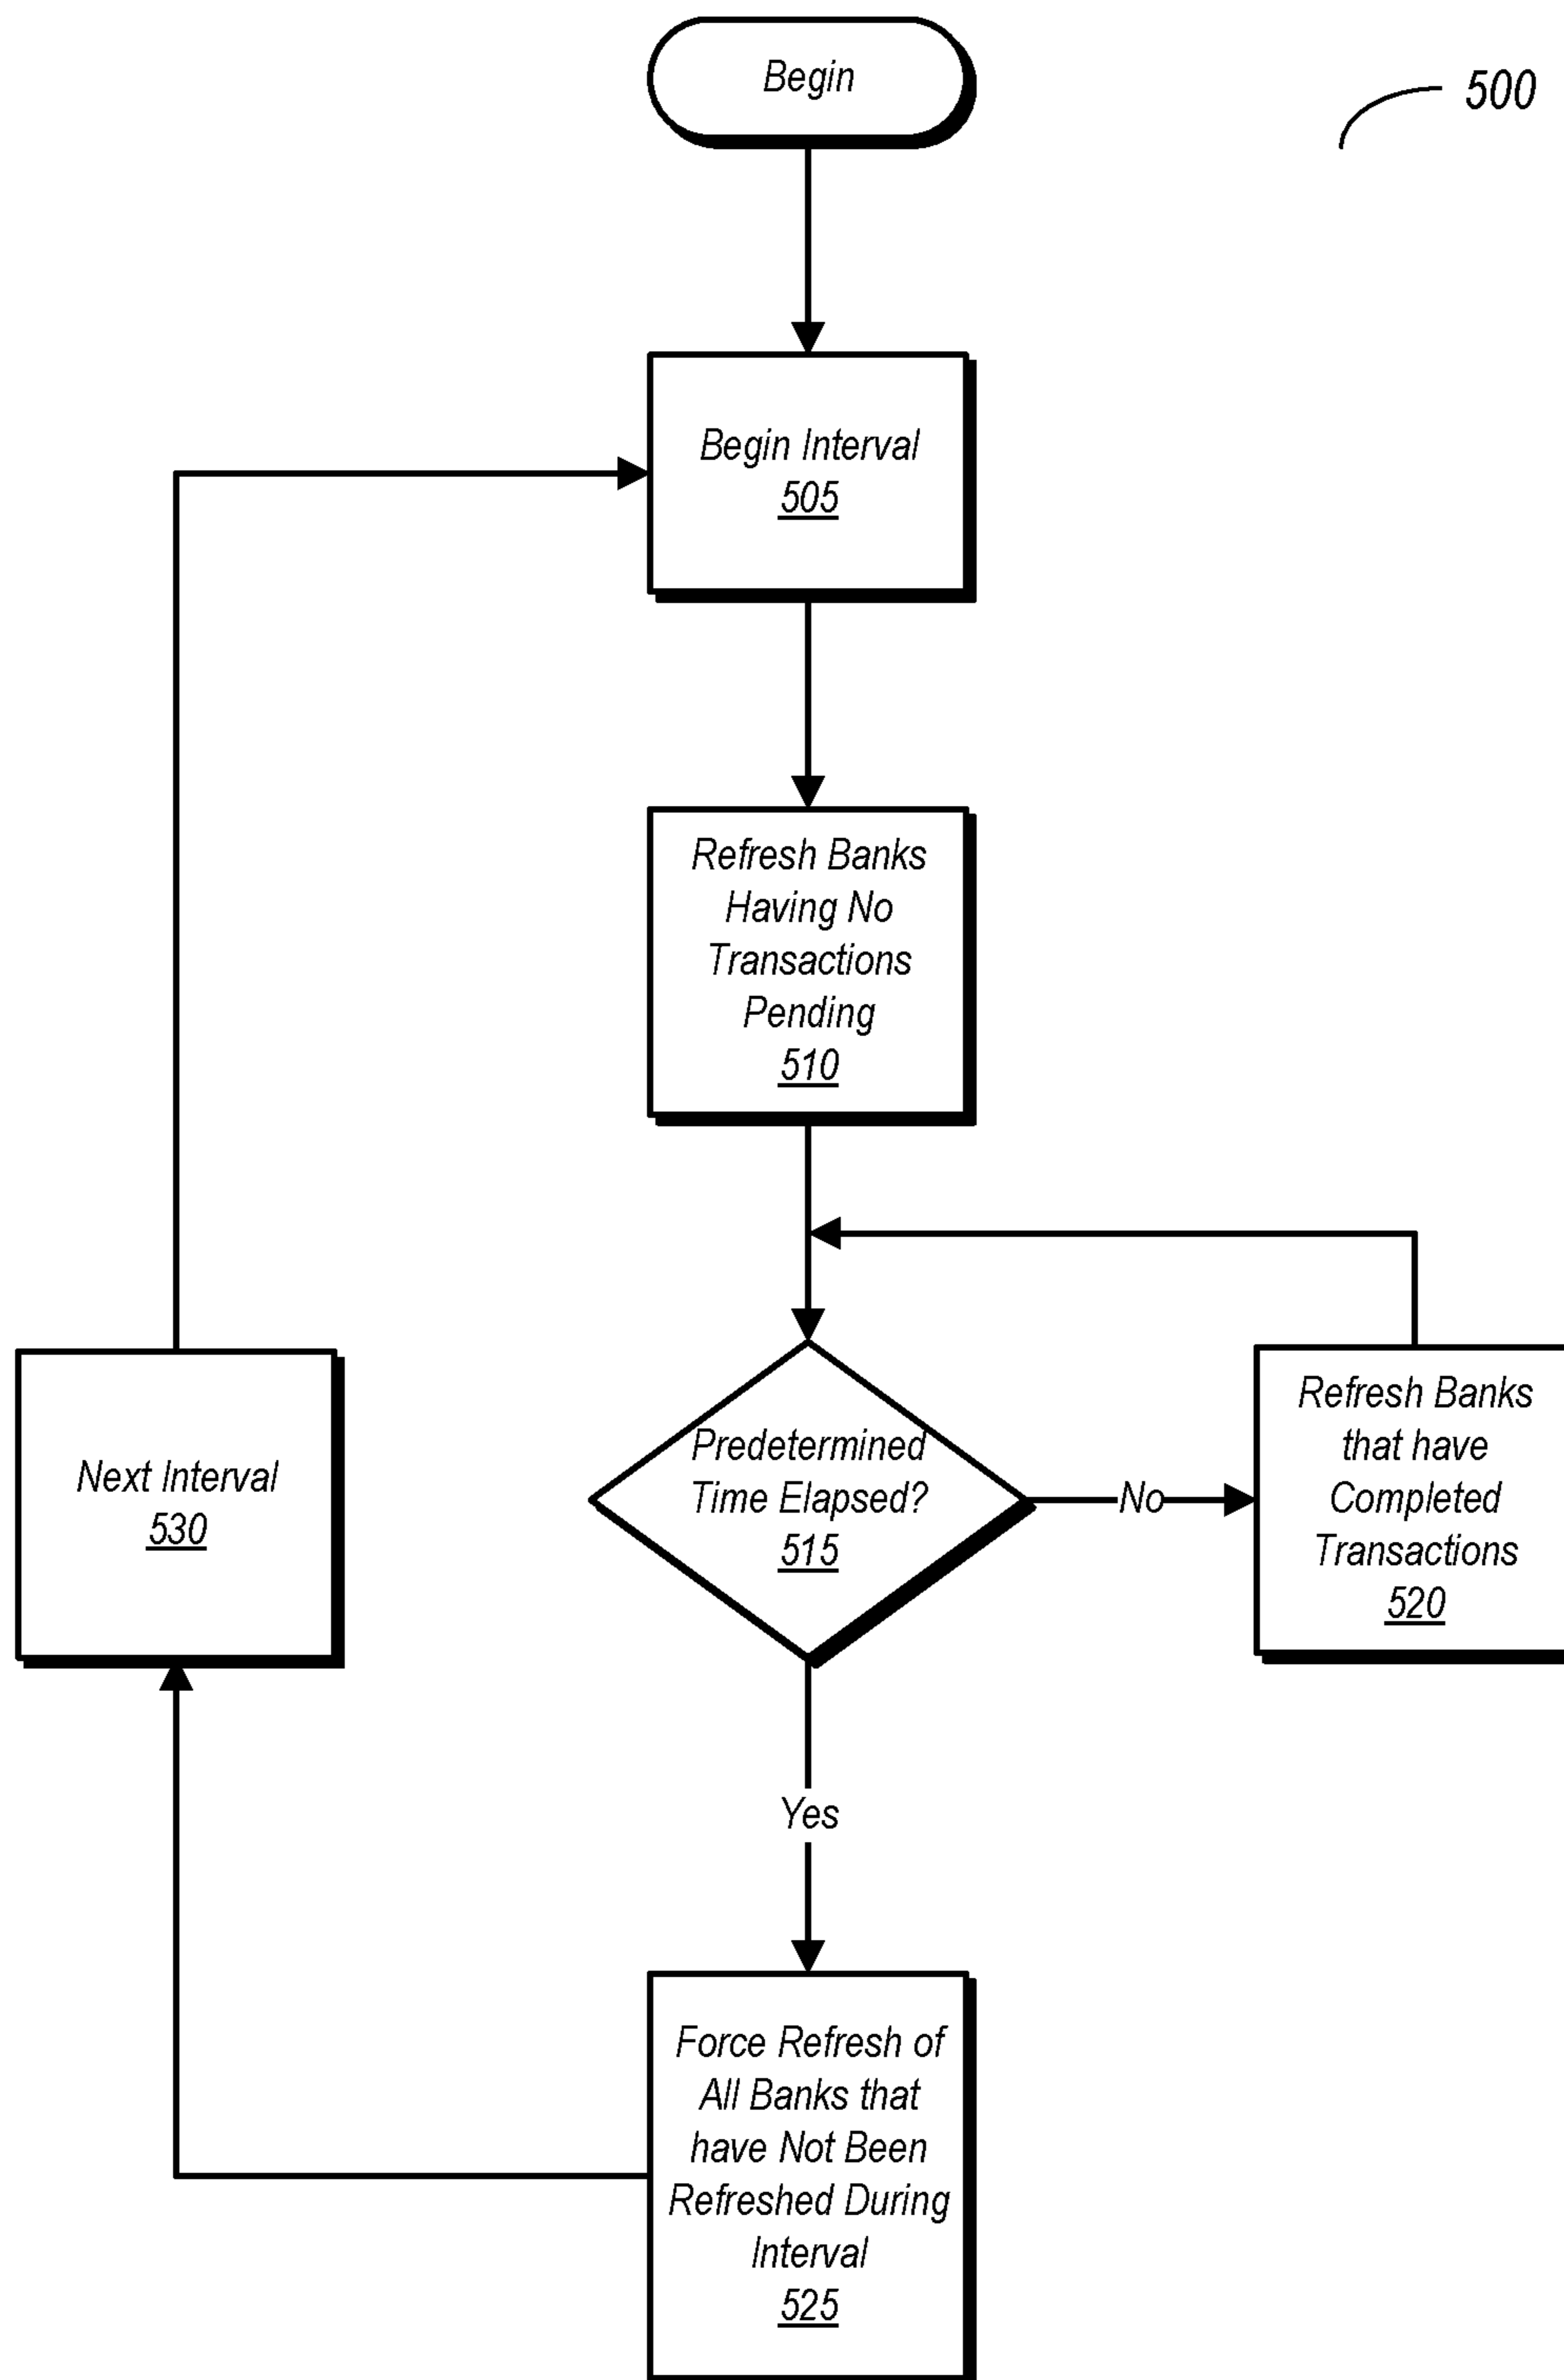 Begin
500
Begin Interval
505
Refresh Banks
Having No
Transactions
Pending
510
Predetermined
Time Elapsed?
515
No
Refresh Banks
that have
Completed
Transactions
520
Next Interval
530
Yes
Force Refresh of
All Banks that
have Not Been
Refreshed During
Interval
525